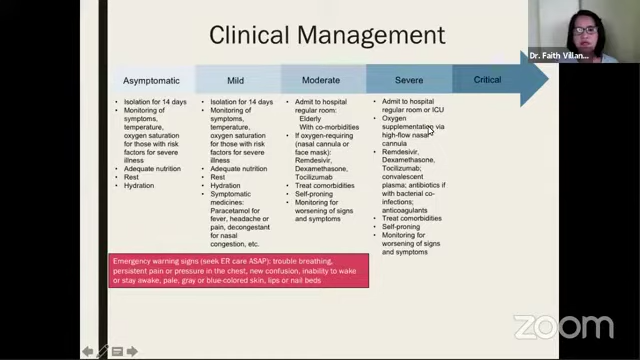 Clinical Management
Dr. Faith Villan...
Asymptomatic
Mild
Moderate
Severe
Critical
• Isolation for 14 days
• Monitoring of
symptoms,
temperature,
oxygen saturation
for those with risk
factors for severe
illness
• Adequate nutrition
• Rest
• Hydration
• Isolation for 14 days
• Monitoring of
symptoms,
temperature,
oxygen saturation
for those with risk
factors for severe
illness
• Adequate nutrition
• Rest
• Hydration
• Symptomatic
medicines:
Paracetamol for
fever, headache or
pain, decongestant
for nasal
congestion, etc.
• Admit to hospital
regular room:
Elderly
With co-morbidities
• If oxygen-requiring
(nasal cannula or
face mask):
Remdesivir,
Dexamethasone,
Tocilizumab
• Treat comorbidities
• Self-proning
• Monitoring for
worsening of signs
and symptoms
• Admit to hospital
regular room or ICU
• Oxygen
supplementation via
high-flow nasal
cannula
• Remdesivir,
Dexamethasone,
Tocilizumab;
convalescent
plasma; antibiotics if
with bacterial co-
infections;
anticoagulants
• Treat comorbidities
• Self-proning
• Monitoring for
worsening of signs
and symptoms
Emergency warning signs (seek ER care ASAP): trouble breathing,
persistent pain or pressure in the chest, new confusion, inability to wake
or stay awake, pale, gray or blue-colored skin, lips or nail beds
zoom